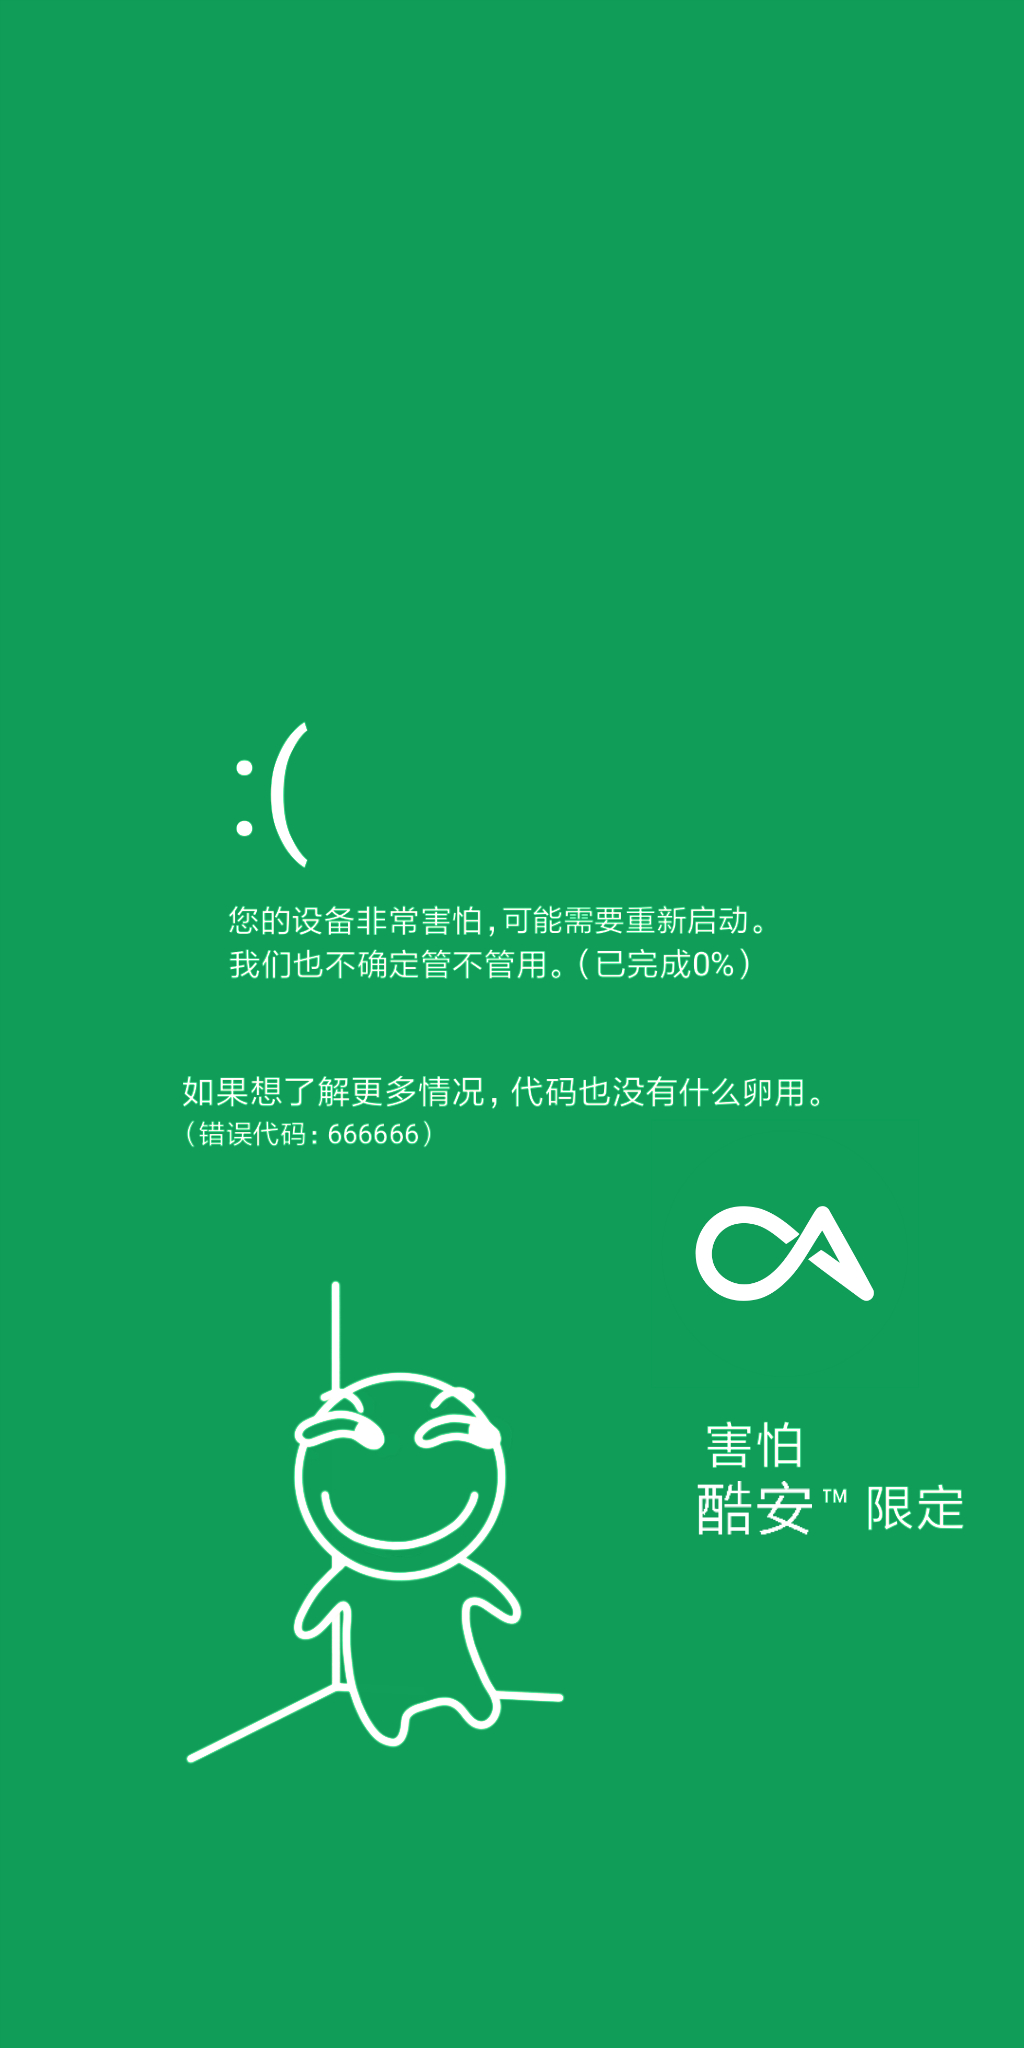 :(
您的设备非常害怕,可能需要重新启动。
我们也不确定管不管用。(已完成0%)
如果想了解更多情况,代码也没有什么卵用。
(错误代码:666666)
害怕
酷安™ 限定